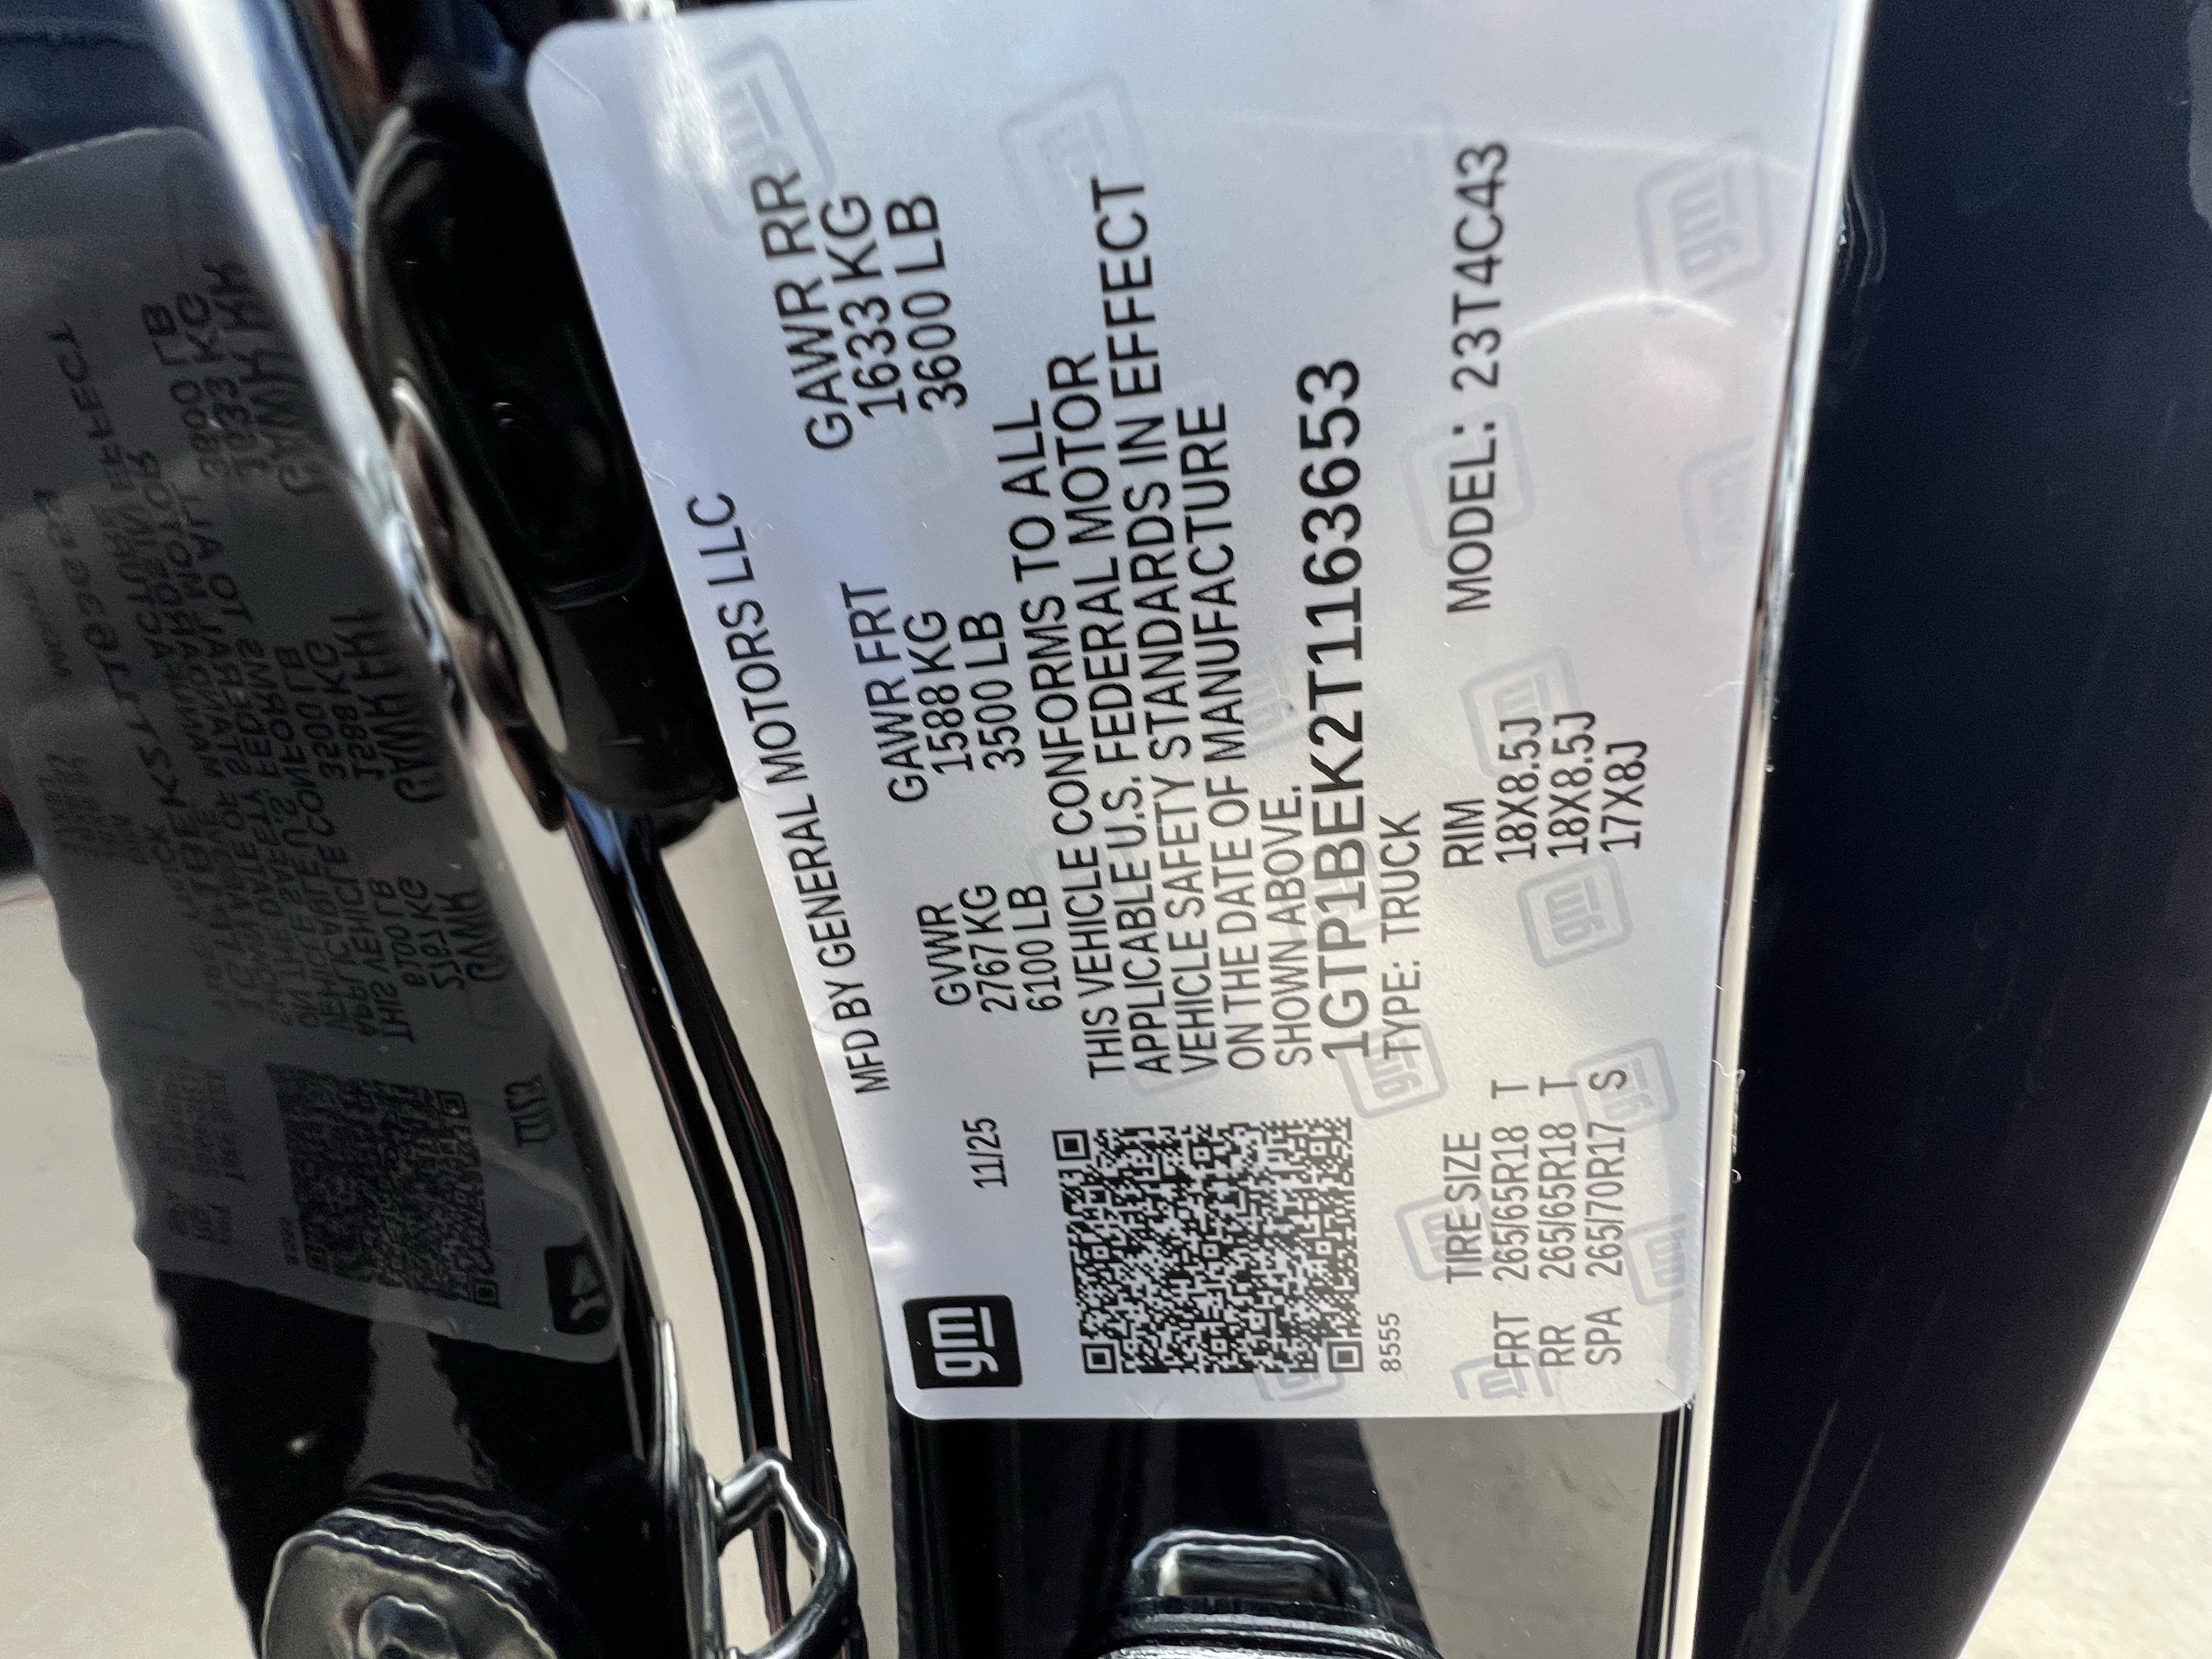 gm
MFD BY GENERAL MOTORS LLC
11/25
GVWR GAWR FRT GAWR RR
2767 KG 1588 KG 1633 KG
6100 LB 3500 LB 3600 LB
THIS VEHICLE CONFORMS TO ALL
APPLICABLE U.S. FEDERAL MOTOR
VEHICLE SAFETY STANDARDS IN EFFECT
ON THE DATE OF MANUFACTURE
SHOWN ABOVE.
1GTP1BEK2T1163653
TYPE: TRUCK
8555
MODEL: 23T4C43
TIRE SIZE RIM
FRT 265/65R18 T 18X8.5J
RR 265/65R18 T 18X8.5J
SPA 265/70R17 S 17X8J